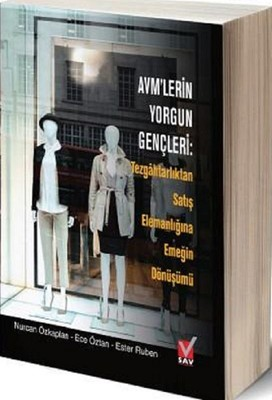 AVM'LERİN
YORGUN
GENÇLERİ:
Tezgâhtarlıktan
Satış
Elemanlığına
Emeğin
Dönüşümü
Nurcan Özkaplan - Ece Öztan - Ester Ruben
SAV